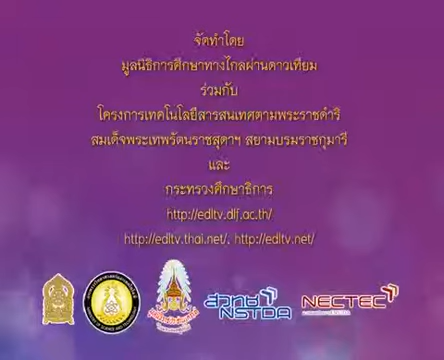 จัดทำโดย
มูลนิธิการศึกษาทางไกลผ่านดาวเทียม
ร่วมกับ
โครงการเทคโนโลยีสารสนเทศตามพระราชดำริ
สมเด็จพระเทพรัตนราชสุดาฯ สยามบรมราชกุมารี
และ
กระทรวงศึกษาธิการ
http://edltv.dlf.ac.th/
http://edltv.thai.net/, http://edltv.net/
สวทช NECTEC
NSTDA